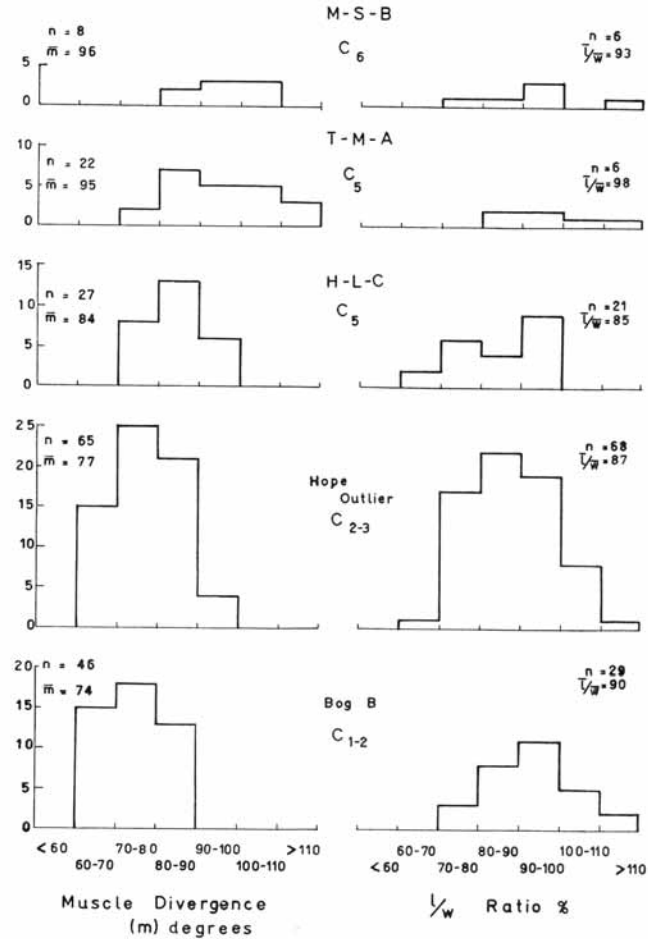 M-S-B
n = 8
m̄ = 96
C6
n = 6
l̄/w̄ = 93
5
0
T-M-A
10
n = 22
m̄ = 95
5
0
C5
n = 6
l̄/w̄ = 98
H-L-C
15
n = 27
m̄ = 84
10
5
0
C5
n = 21
l̄/w̄ = 85
25
n = 65
m̄ = 77
20
15
10
5
0
Hope
Outlier
C2-3
n = 68
l̄/w̄ = 87
20
n = 46
m̄ = 74
15
10
5
0
Bog B
C1-2
n = 29
l̄/w̄ = 90
<60 70-80 90-100 >110
60-70 80-90 100-110
60-70 80-90 100-110
<60 70-80 90-100 >110
Muscle Divergence
(m) degrees
l/w Ratio %